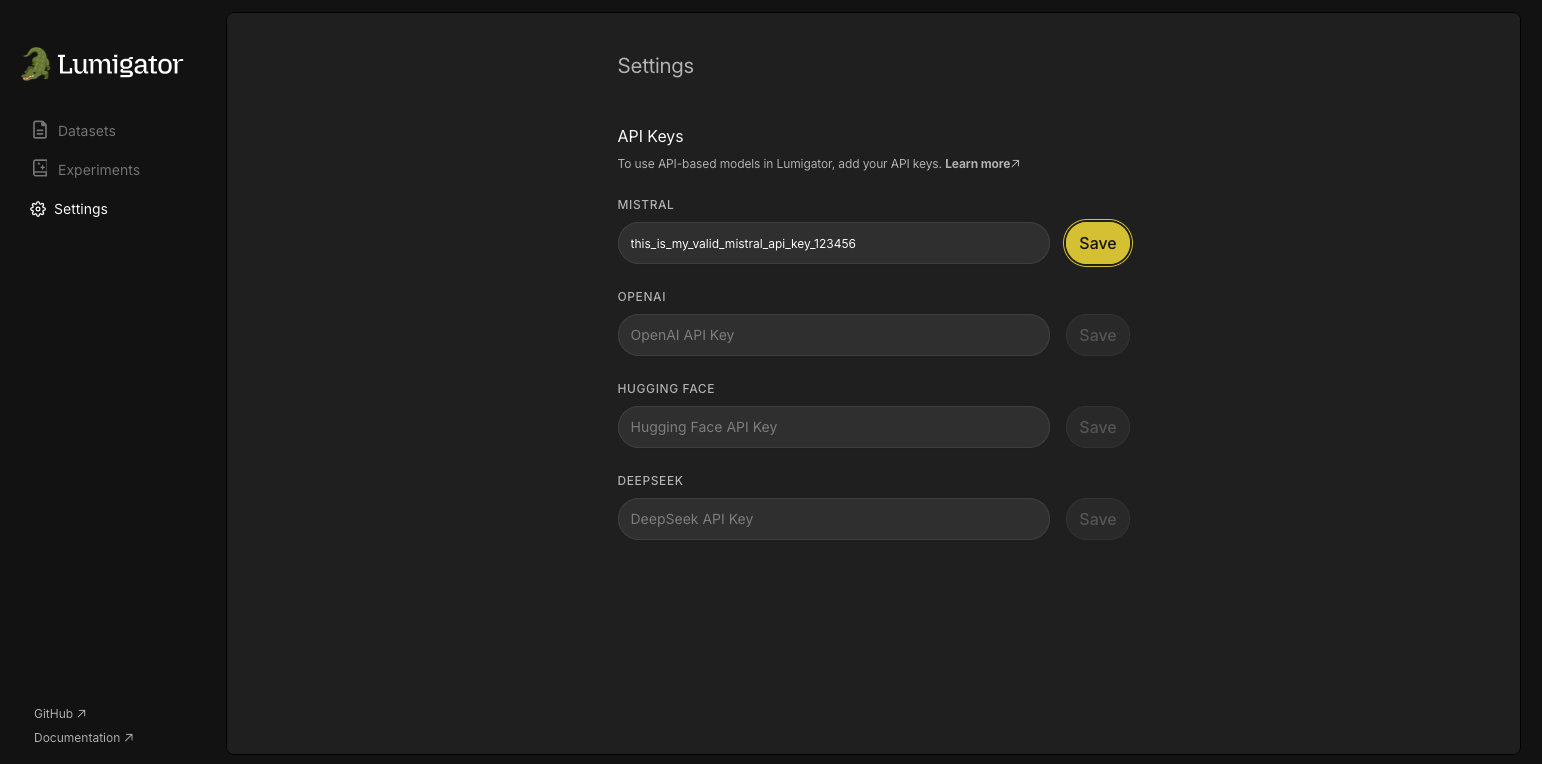 Lumigator
Datasets
Experiments
Settings
GitHub ↗
Documentation ↗
Settings
API Keys
To use API-based models in Lumigator, add your API keys. Learn more↗
MISTRAL
this_is_my_valid_mistral_api_key_123456
Save
OPENAI
OpenAI API Key
Save
HUGGING FACE
Hugging Face API Key
Save
DEEPSEEK
DeepSeek API Key
Save